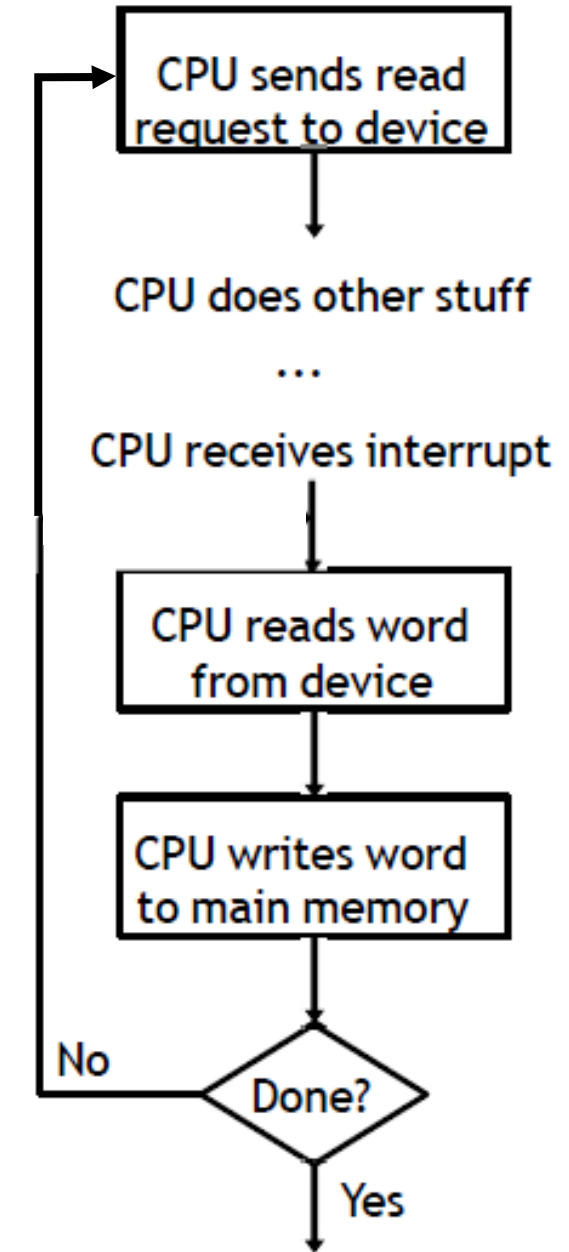 CPU sends read
request to device
CPU does other stuff
...
CPU receives interrupt
CPU reads word
from device
CPU writes word
to main memory
No
Done?
Yes